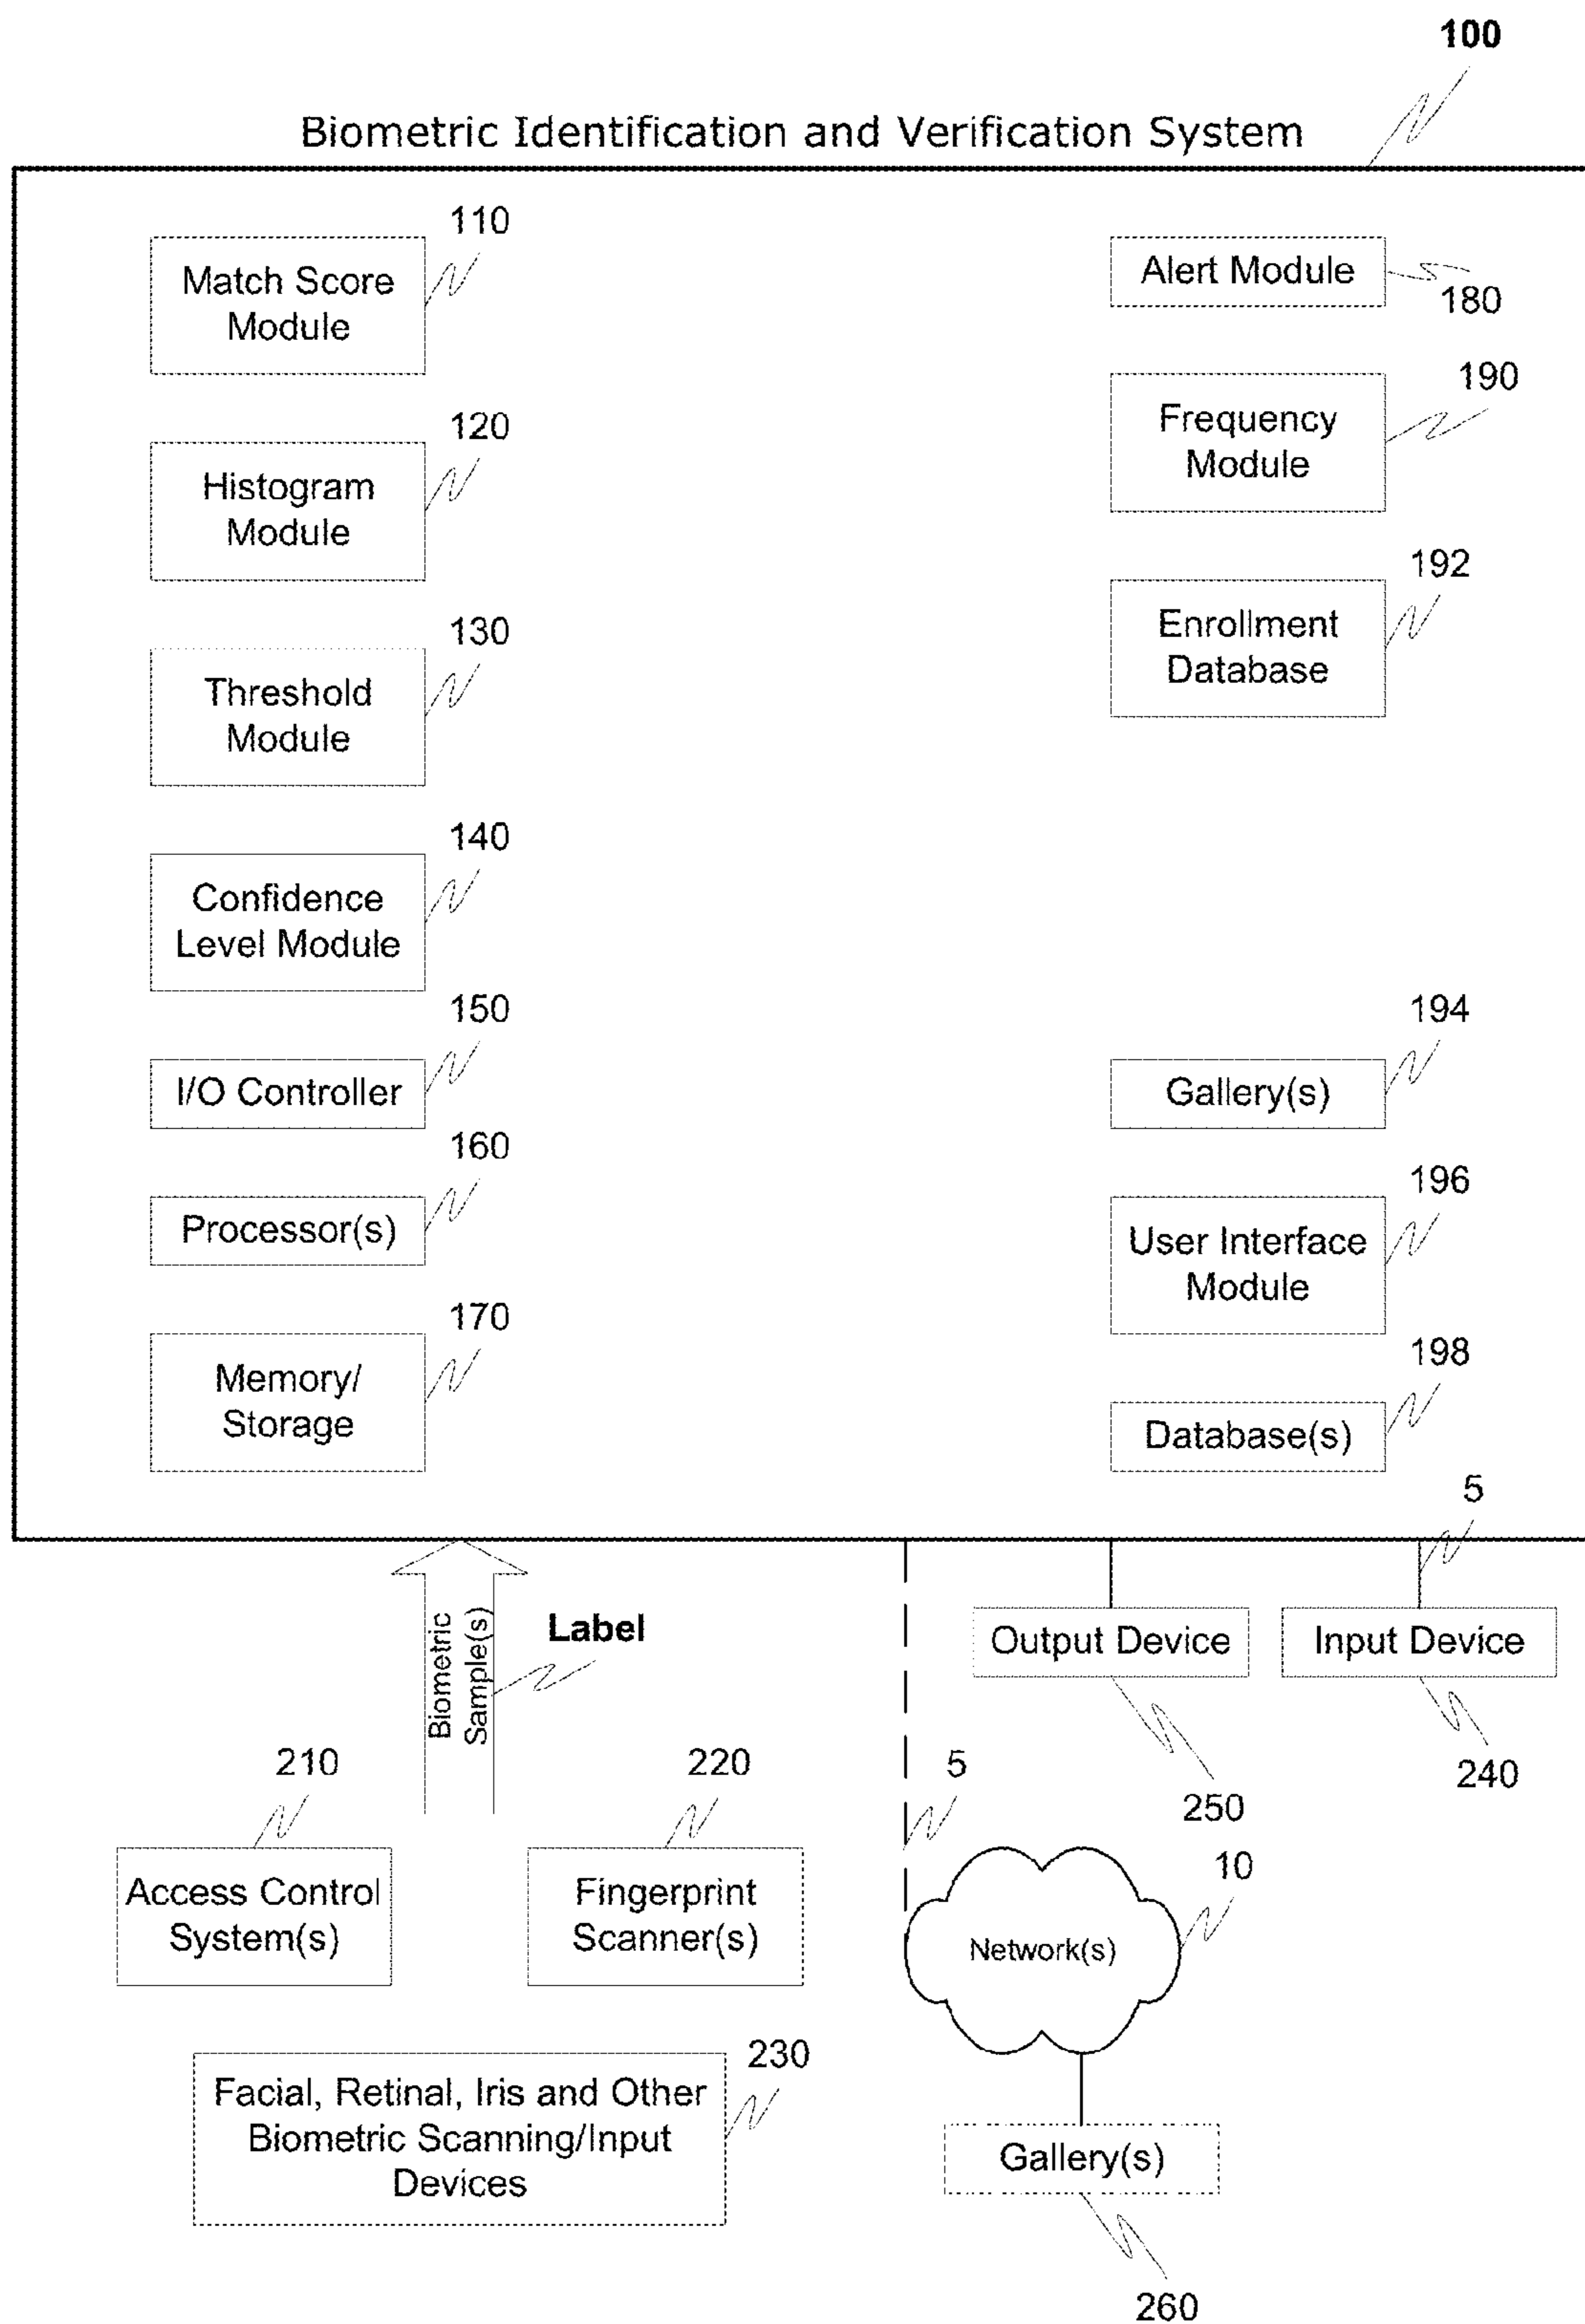 100
Biometric Identification and Verification System
110
Match Score
Module
120
Histogram
Module
130
Threshold
Module
140
Confidence
Level Module
150
I/O Controller
160
Processor(s)
170
Memory/
Storage
Alert Module
180
190
Frequency
Module
192
Enrollment
Database
194
Gallery(s)
196
User Interface
Module
198
Database(s)
5
Biometric
Sample(s)
Label
Output Device
250
Input Device
240
210
Access Control
System(s)
220
Fingerprint
Scanner(s)
230
Facial, Retinal, Iris and Other
Biometric Scanning/Input
Devices
5
10
Network(s)
Gallery(s)
260